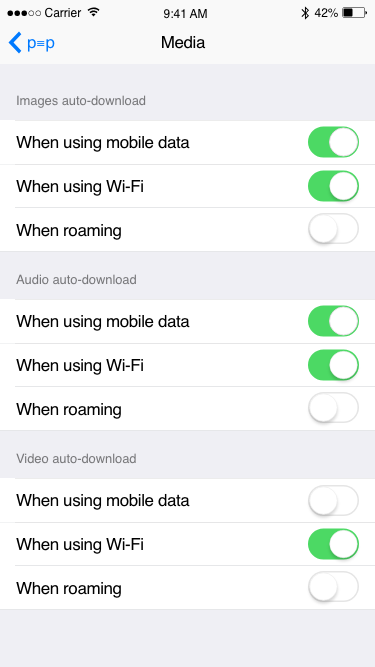 Carrier 9:41 AM 42%
p≡p Media
Images auto-download
When using mobile data
When using Wi-Fi
When roaming
Audio auto-download
When using mobile data
When using Wi-Fi
When roaming
Video auto-download
When using mobile data
When using Wi-Fi
When roaming